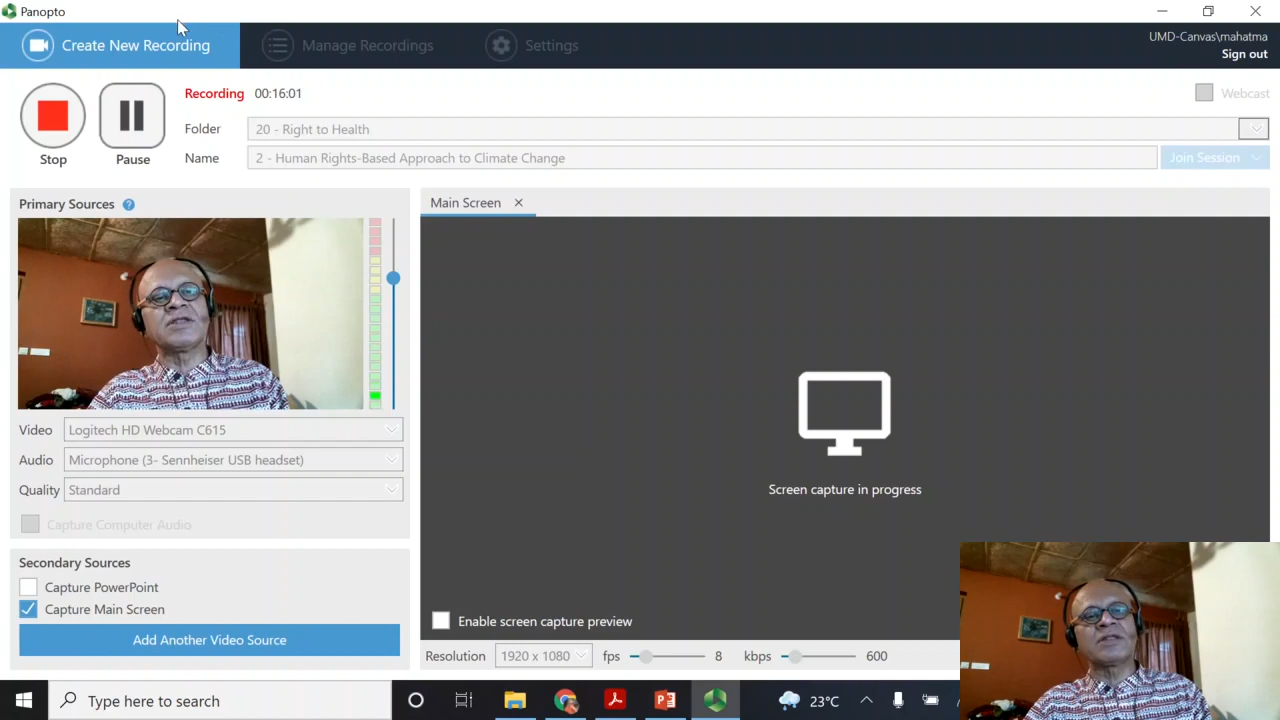 Panopto
Create New Recording
Manage Recordings
Settings
UMD-Canvas\mahatma
Sign out
Recording 00:16:01
Webcast
Folder 20 - Right to Health
Name 2 - Human Rights-Based Approach to Climate Change
Join Session
Stop
Pause
Primary Sources ?
Main Screen
Video Logitech HD Webcam C615
Audio Microphone (3- Sennheiser USB headset)
Quality Standard
Capture Computer Audio
Screen capture in progress
Secondary Sources
Capture PowerPoint
Capture Main Screen
Add Another Video Source
Enable screen capture preview
Resolution 1920 x 1080 fps 8 kbps 600
Type here to search
23°C